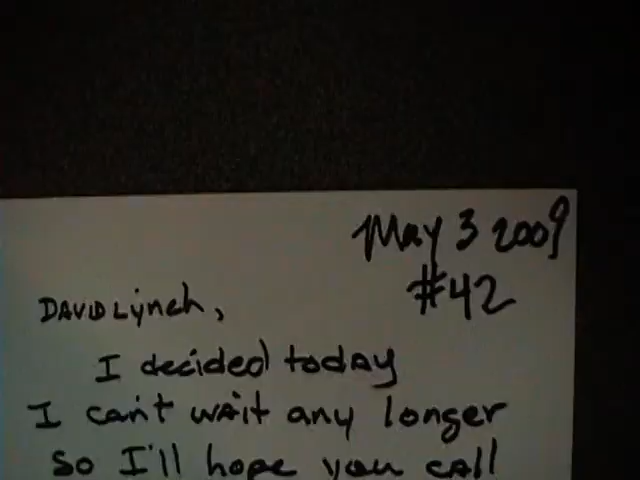 May 3 2009
#42
DAVID Lynch,
I decided today
I can't wait any longer
so I'll hope you call